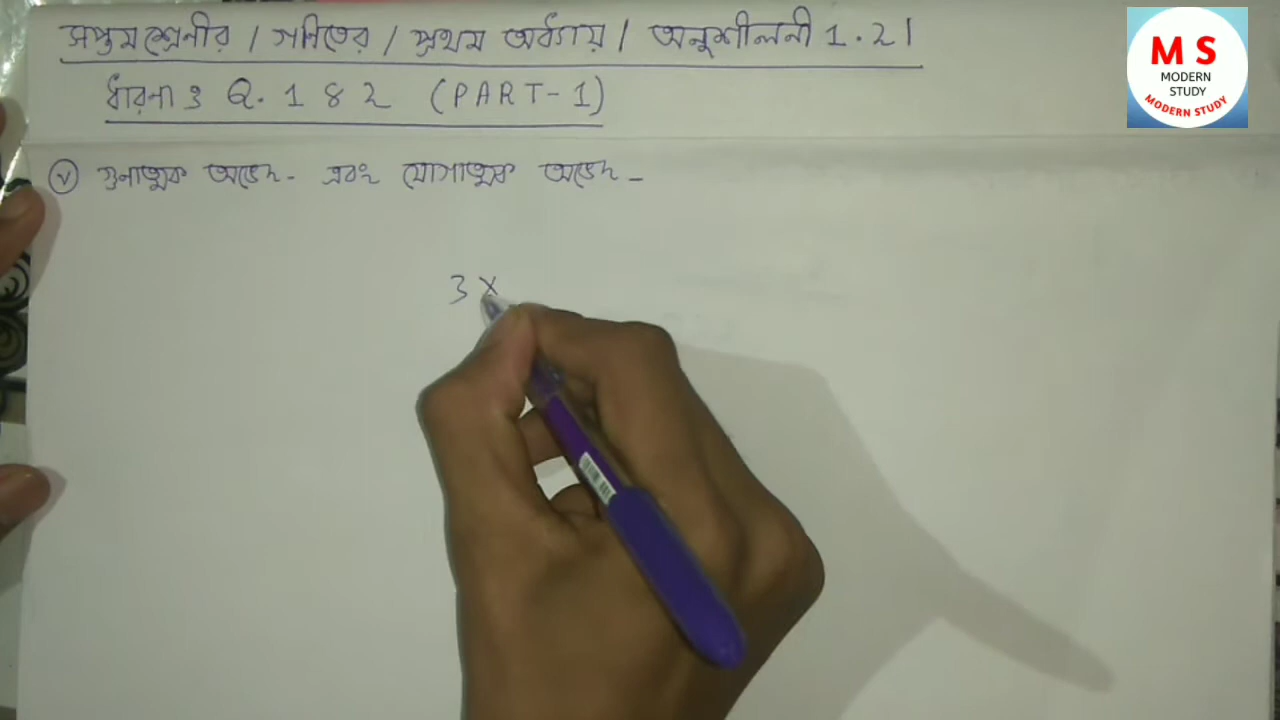 সপ্তম শ্রেনীর / গনিতের / প্রথম অধ্যায় / অনুশীলনী 1.2।
ধারনা ও Q. 1 & 2 (PART-1)
v গুনাত্মক অভেদ - এবং যোগাত্মক অভেদ -
3 x
M S
MODERN
STUDY
MODERN STUDY